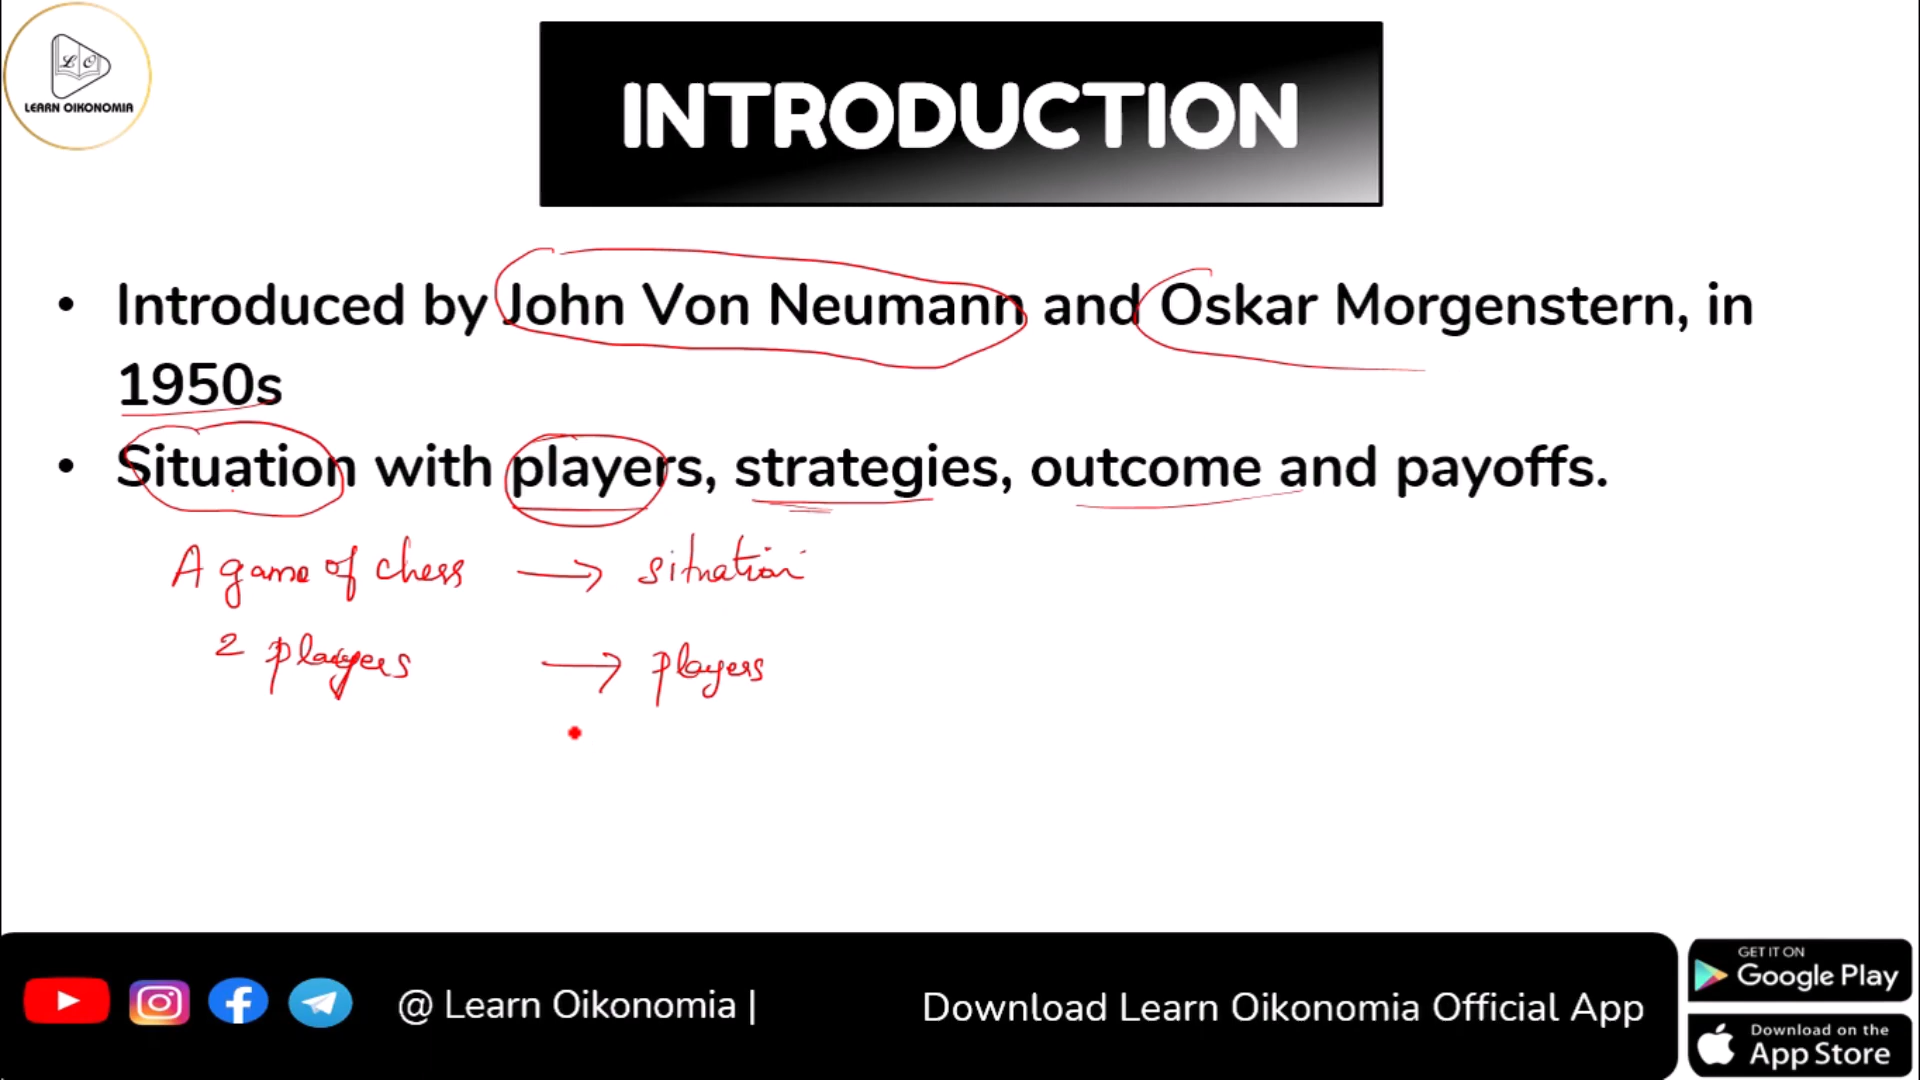 L O
LEARN OIKONOMIA
INTRODUCTION
• Introduced by John Von Neumann and Oskar Morgenstern, in
1950s
• Situation with players, strategies, outcome and payoffs.
A game of chess → situation
2 players → players
@ Learn Oikonomia |
Download Learn Oikonomia Official App
GET IT ON
Google Play
Download on the
App Store